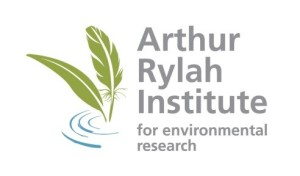 Arthur
Rylah
Institute
for environmental
research